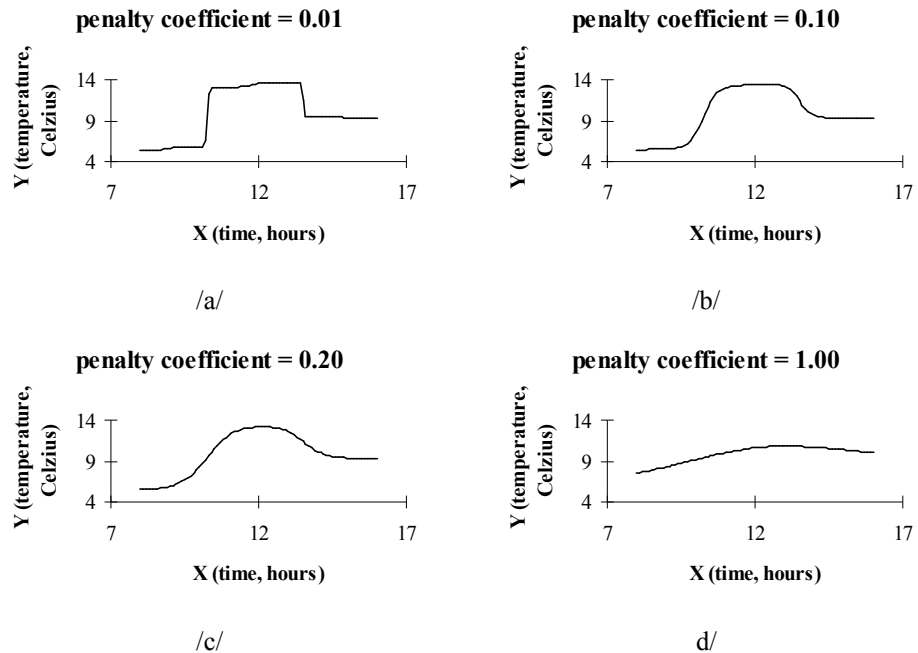 penalty coefficient = 0.01
Y (temperature,
Celzius)
14
9
4
7
12
17
X (time, hours)
/a/
penalty coefficient = 0.10
Y (temperature,
Celzius)
14
9
4
7
12
17
X (time, hours)
/b/
penalty coefficient = 0.20
Y (temperature,
Celzius)
14
9
4
7
12
17
X (time, hours)
/c/
penalty coefficient = 1.00
Y (temperature,
Celzius)
14
9
4
7
12
17
X (time, hours)
d/